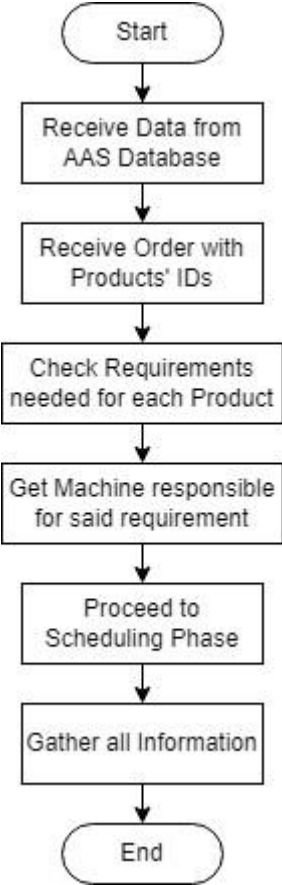 Start
Receive Data from
AAS Database
Receive Order with
Products' IDs
Check Requirements
needed for each Product
Get Machine responsible
for said requirement
Proceed to
Scheduling Phase
Gather all Information
End